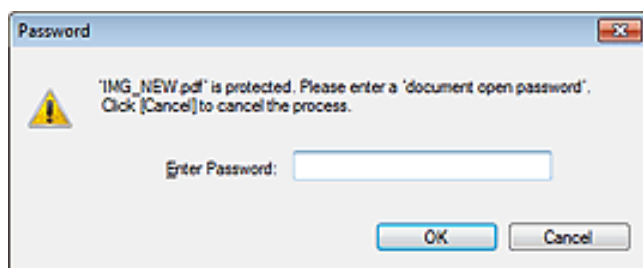 Password
'IMG_NEW.pdf' is protected. Please enter a 'document open password'.
Click [Cancel] to cancel the process.
Enter Password:
OK Cancel